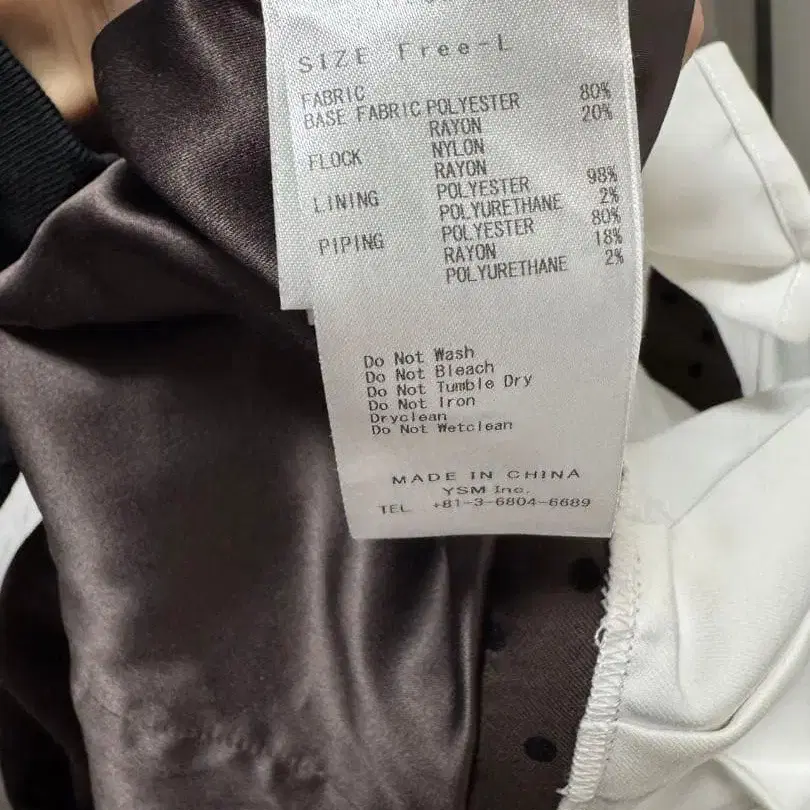 SIZE Free-L
FABRIC
BASE FABRIC POLYESTER 80%
RAYON 20%
FLOCK NYLON
RAYON
LINING POLYESTER 98%
POLYURETHANE 2%
PIPING POLYESTER 80%
RAYON 18%
POLYURETHANE 2%
Do Not Wash
Do Not Bleach
Do Not Tumble Dry
Do Not Iron
Dryclean
Do Not Wetclean
MADE IN CHINA
YSM Inc.
TEL +81-3-6804-6689